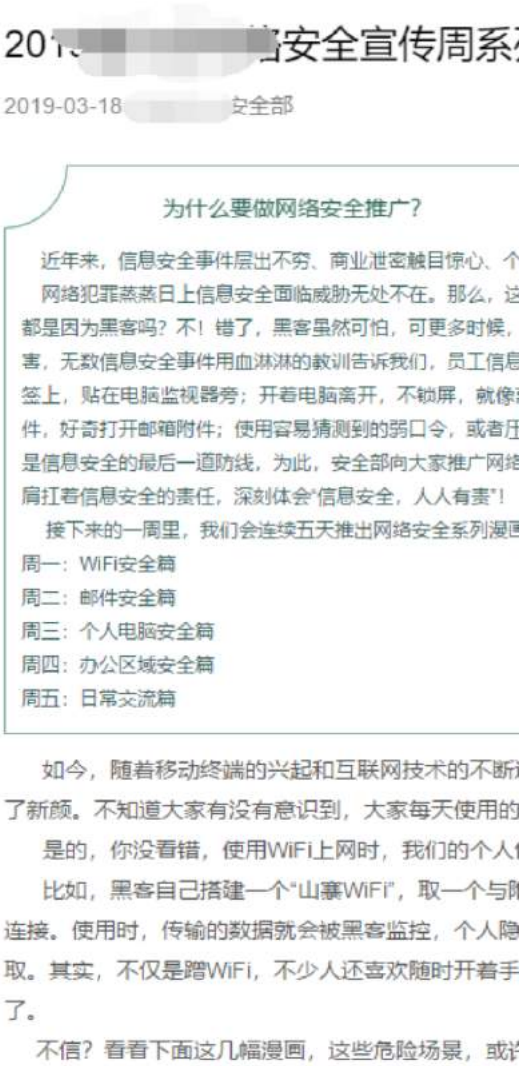 201 安全宣传周系
2019-03-18 安全部
为什么要做网络安全推广?
近年来，信息安全事件层出不穷、商业泄密触目惊心、个
网络犯罪蒸蒸日上信息安全面临威胁无处不在。那么，这
都是因为黑客吗？不！错了，黑客虽然可怕，可更多时候，
害，无数信息安全事件用血淋淋的教训告诉我们，员工信息
签上，贴在电脑监视器旁；开着电脑离开，不锁屏，就像
件，好奇打开邮箱附件；使用容易猜测到的弱口令，或者
是信息安全的最后一道防线，为此，安全部向大家推广网络
肩扛着信息安全的责任，深刻体会“信息安全，人人有责”！
接下来的一周里，我们会连续五天推出网络安全系列漫画
周一：WiFi安全篇
周二：邮件安全篇
周三：个人电脑安全篇
周四：办公区域安全篇
周五：日常交流篇
如今，随着移动终端的兴起和互联网技术的不断
了新颜。不知道大家有没有意识到，大家每天使用的
是的，你没看错，使用WiFi上网时，我们的个人
比如，黑客自己搭建一个“山寨WiFi”，取一个与附
连接。使用时，传输的数据就会被黑客监控，个人隐
取。其实，不仅是蹭WiFi，不少人还喜欢随时开着手
了。
不信？看看下面这几幅漫画，这些危险场景，或许